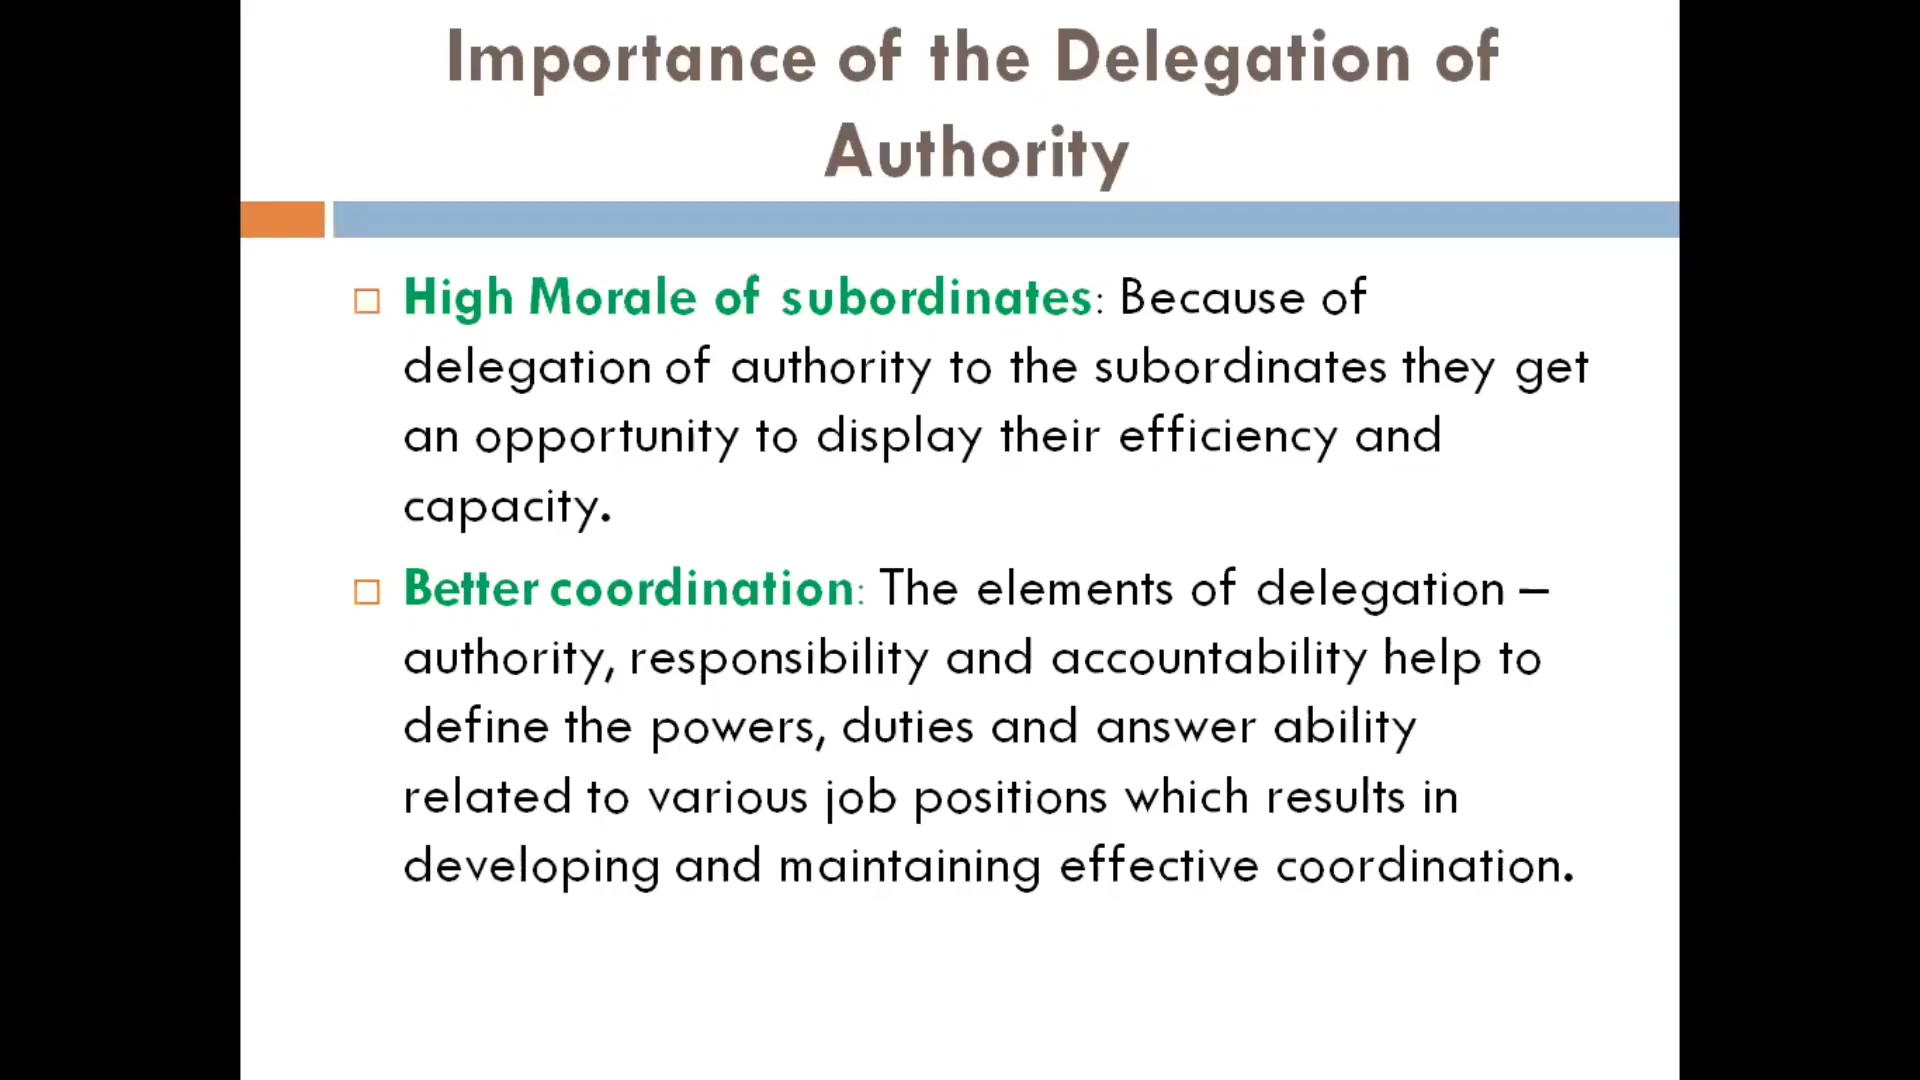 Importance of the Delegation of
Authority
High Morale of subordinates: Because of
delegation of authority to the subordinates they get
an opportunity to display their efficiency and
capacity.
Better coordination: The elements of delegation –
authority, responsibility and accountability help to
define the powers, duties and answer ability
related to various job positions which results in
developing and maintaining effective coordination.